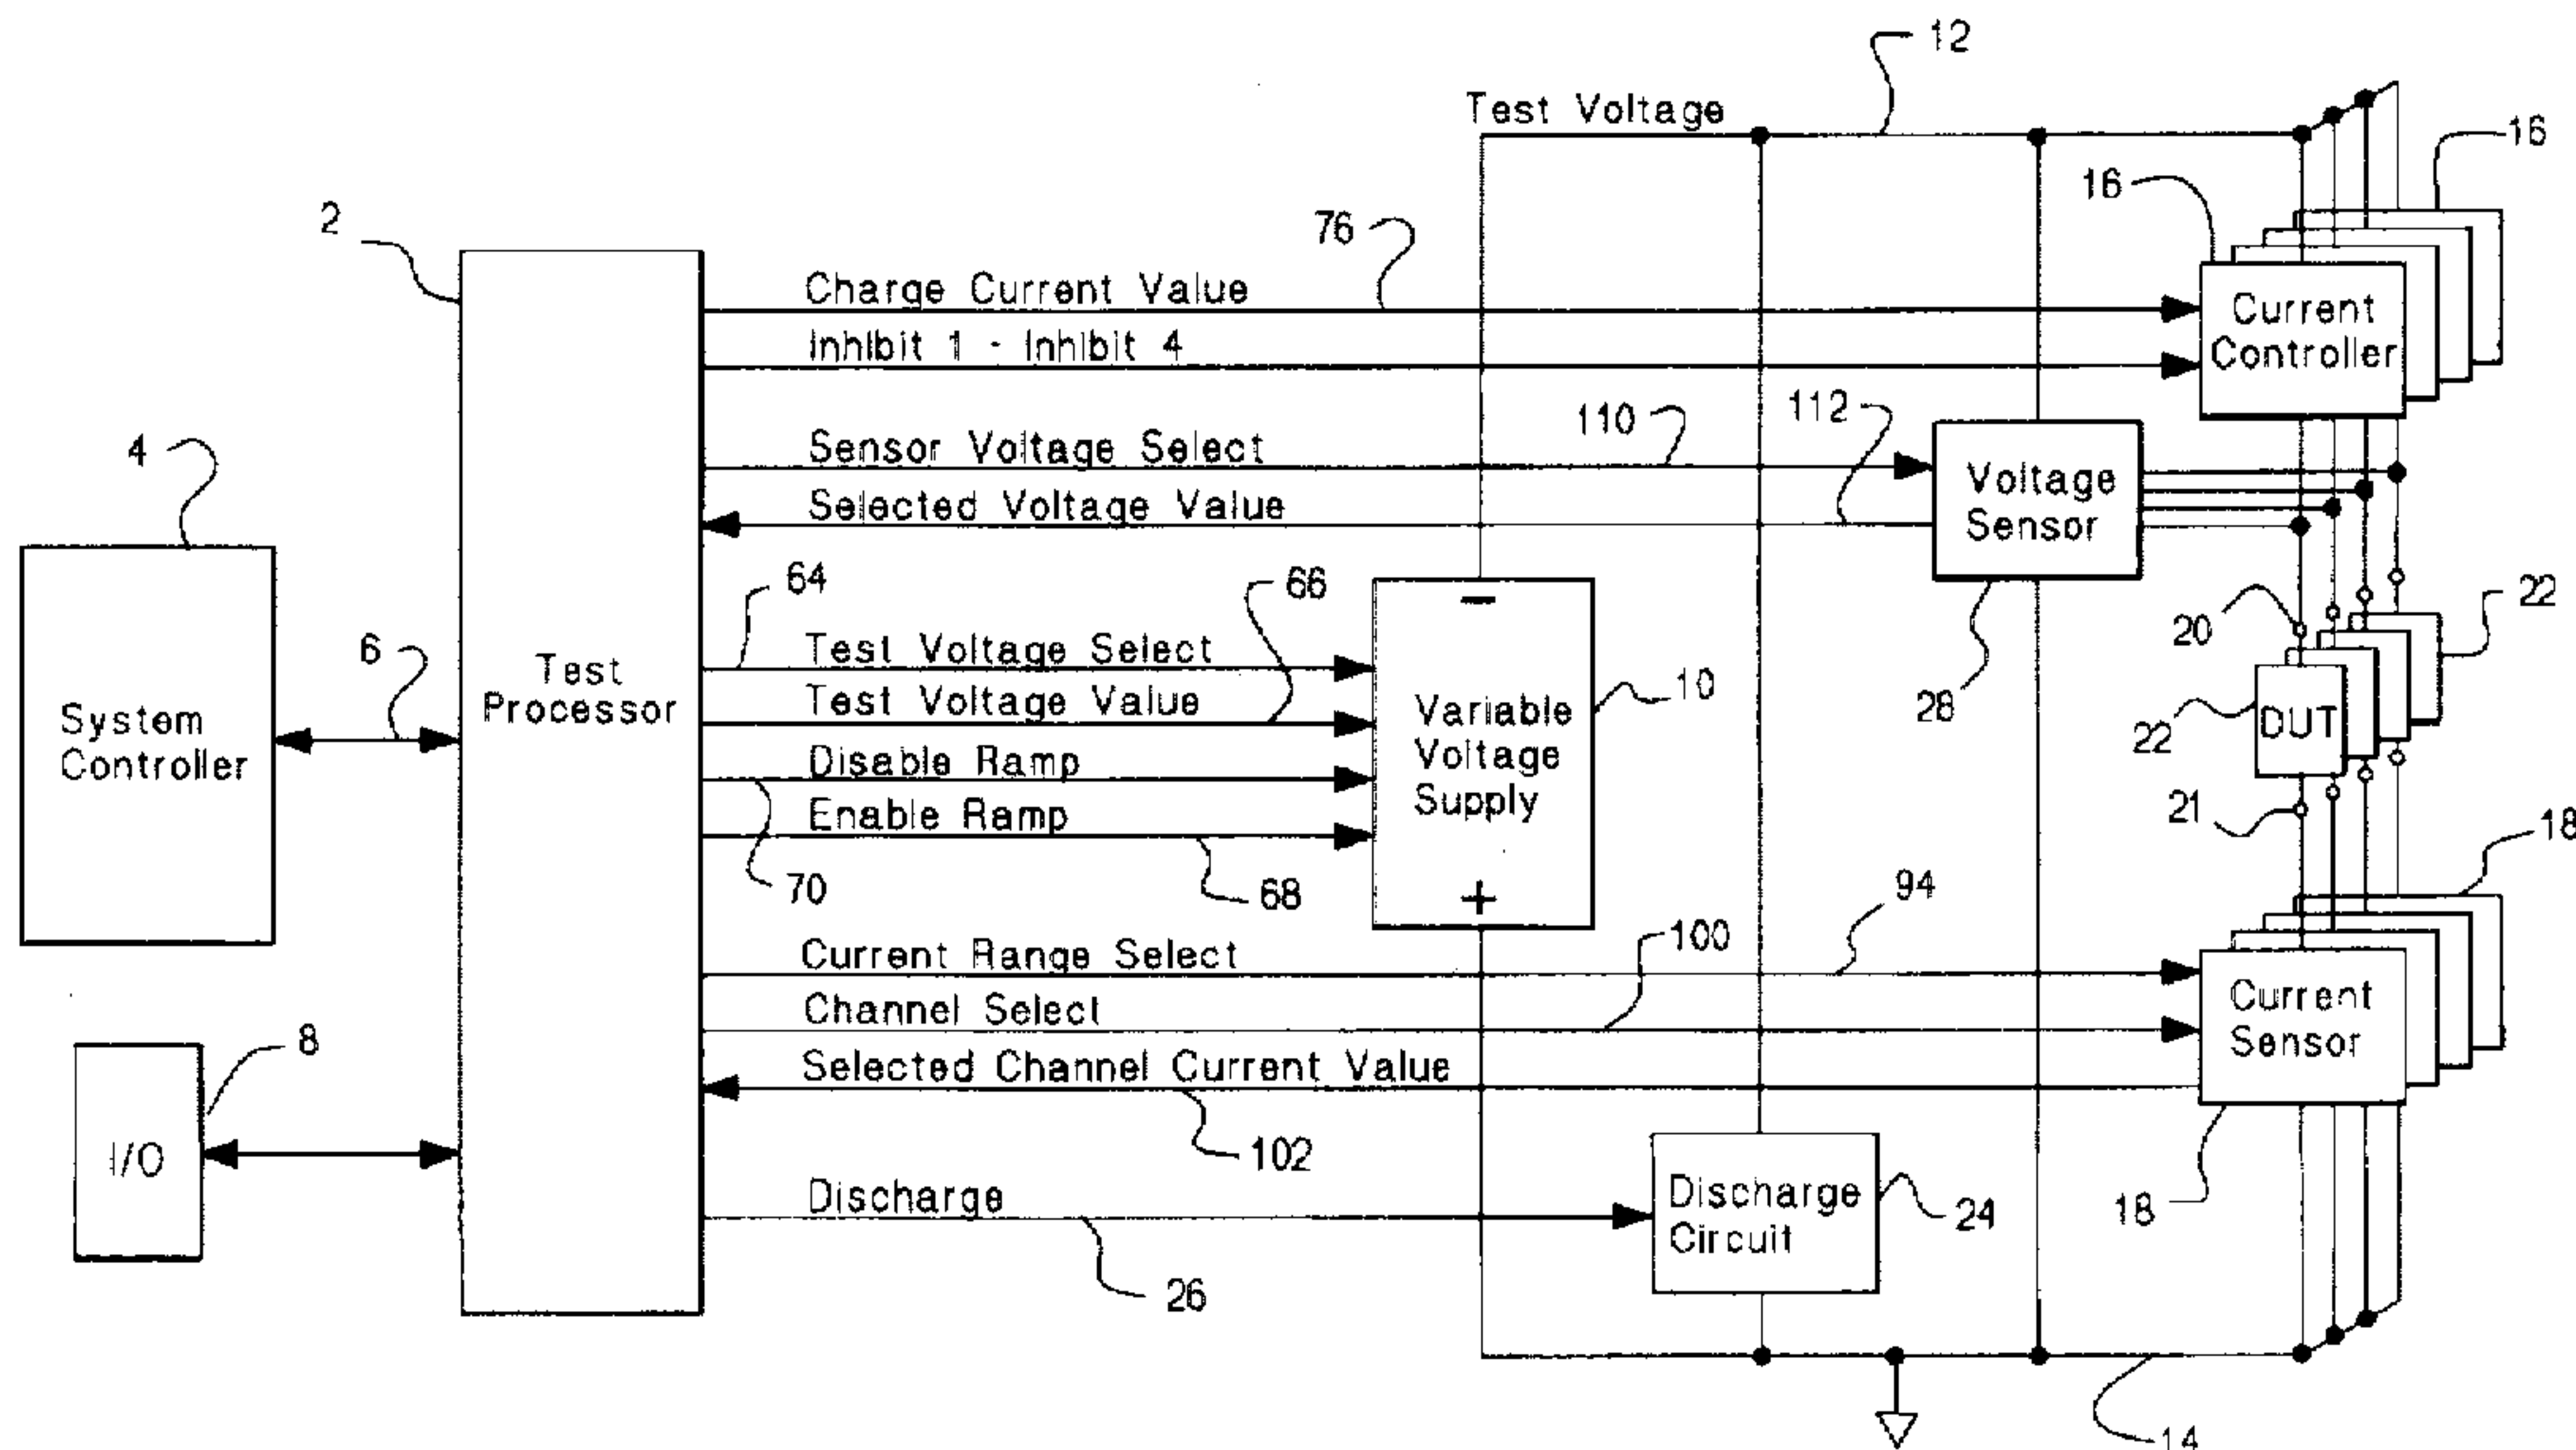 12
Test Voltage
16
16
2
76
Charge Current Value
Current
Controller
Inhibit 1 - Inhibit 4
4
110
112
Sensor Voltage Select
Voltage
Sensor
Selected Voltage Value
64
66
−
20
22
6
Test Voltage Select
Test
Processor
10
28
22
DUT
System
Controller
Test Voltage Value
Variable
Voltage
Supply
Disable Ramp
21
Enable Ramp
70
68
+
18
94
Current Range Select
100
Current
Sensor
Channel Select
8
I/O
Selected Channel Current Value
102
18
Discharge
Discharge
Circuit
24
26
14